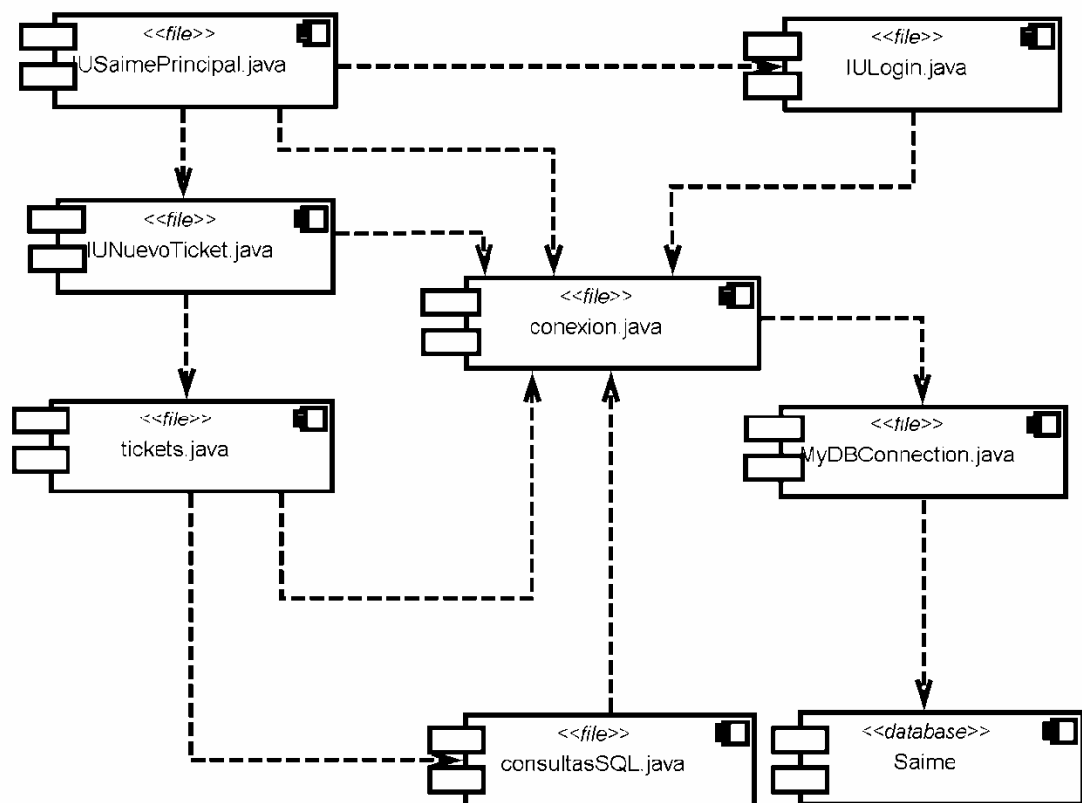 <<file>>
IUSaimePrincipal.java
<<file>>
IULogin.java
<<file>>
IUNuevoTicket.java
<<file>>
conexion.java
<<file>>
tickets.java
<<file>>
MyDBConnection.java
<<file>>
consultasSQL.java
<<database>>
Saime